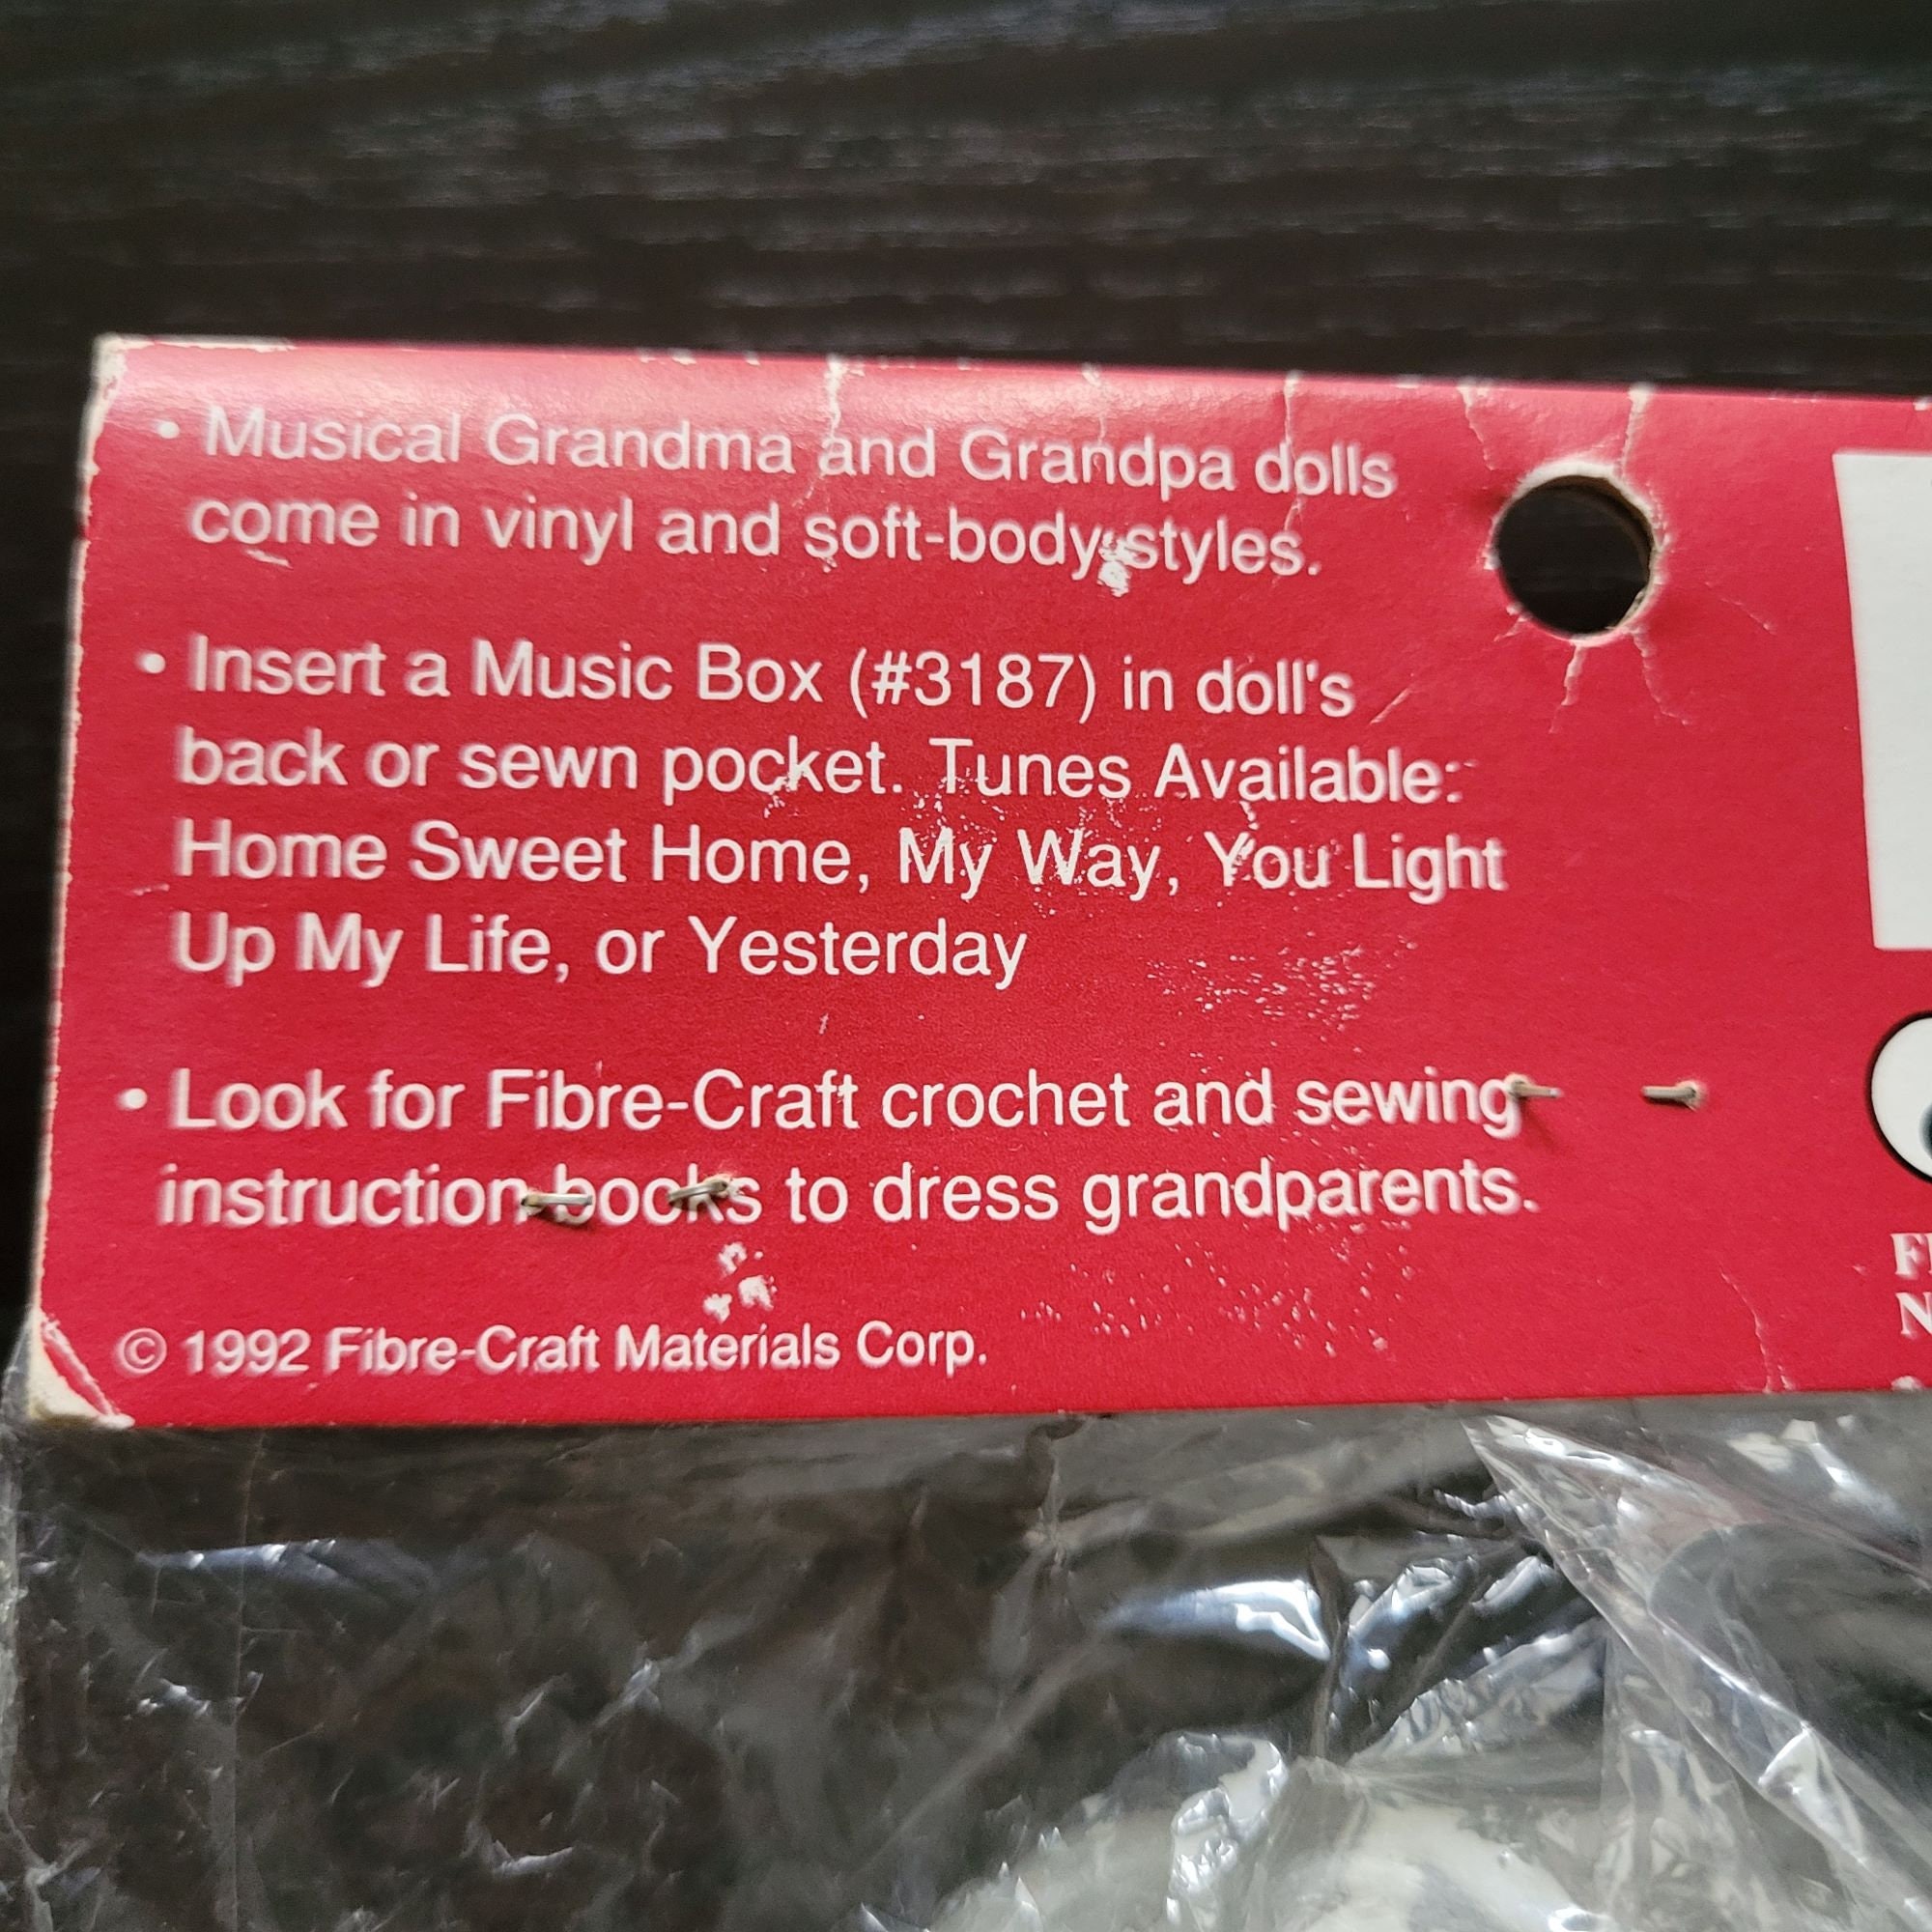 • Musical Grandma and Grandpa dolls
come in vinyl and soft-body styles.
• Insert a Music Box (#3187) in doll's
back or sewn pocket. Tunes Available:
Home Sweet Home, My Way, You Light
Up My Life, or Yesterday
• Look for Fibre-Craft crochet and sewing
instruction books to dress grandparents.
© 1992 Fibre-Craft Materials Corp.